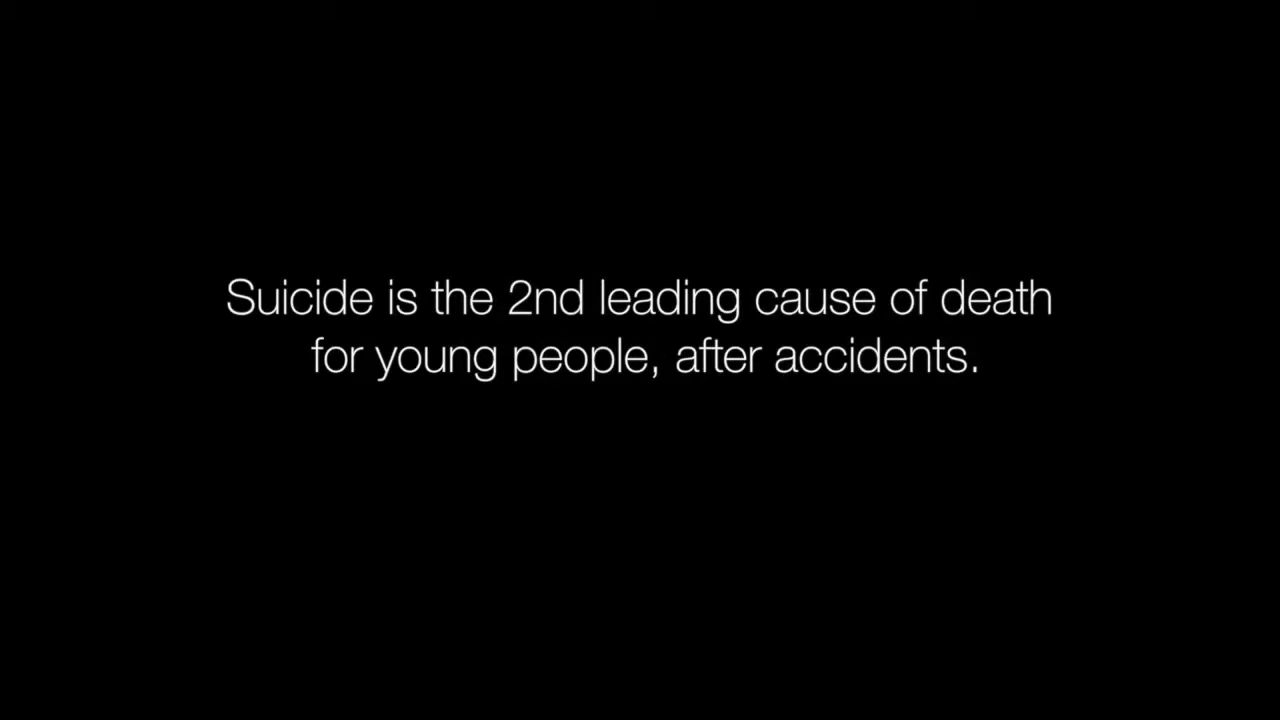 Suicide is the 2nd leading cause of death
for young people, after accidents.